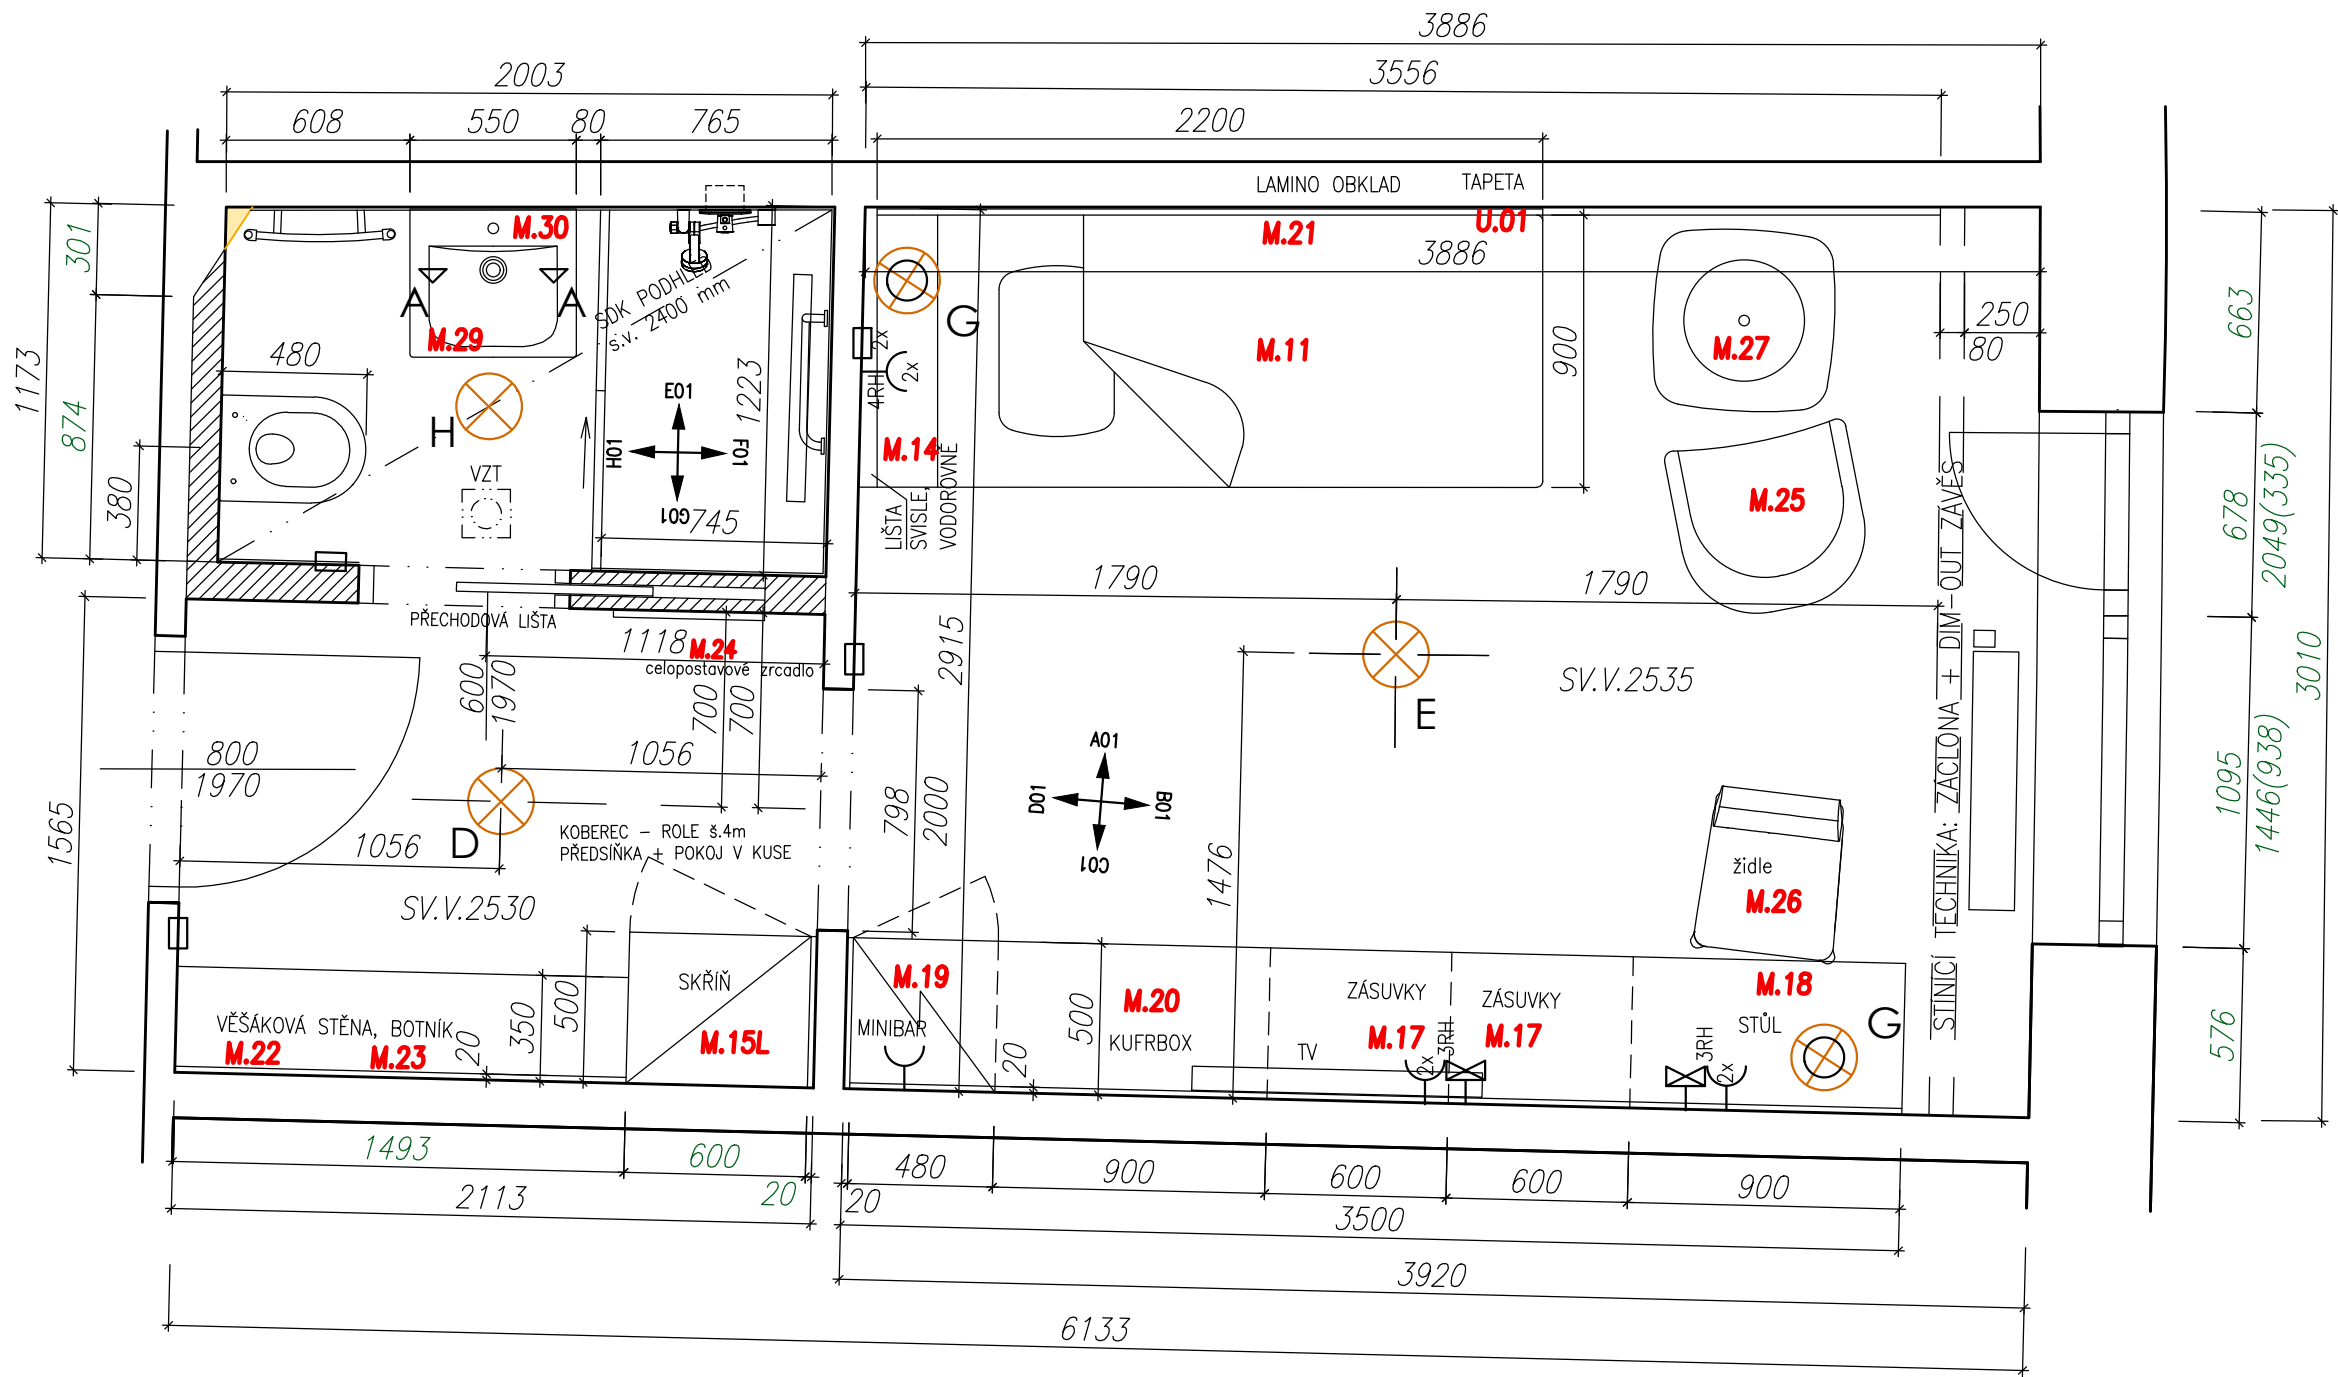 3886
2003
3556
608
550
80
765
2200
LAMINO OBKLAD
TAPETA
M.30
M.21
U.01
3886
301
874
1173
380
A
A
M.29
SDK PODHLED
s.v. 2400 mm
480
H
VZT
1223
E01
F01
G01
H01
745
G
2x
2x
4RH
M.14
LIŠTA
SVISLE,
VODOROVNĚ
M.11
900
M.27
250
80
M.25
663
678
2049(335)
3010
1095
1446(938)
576
PŘECHODOVÁ LIŠTA
1118
M.24
celopostavové zrcadlo
600
1970
700
700
2915
1790
1790
SV.V.2535
E
STÍNÍCÍ TECHNIKA: ZÁCLONA + DIM-OUT ZÁVĚS
800
1970
1056
1056
D
KOBEREC – ROLE š.4m
PŘEDSÍŇKA + POKOJ V KUSE
1565
SV.V.2530
798
2000
A01
B01
C01
D01
1476
židle
M.26
SKŘÍŇ
M.15L
500
350
20
VĚŠÁKOVÁ STĚNA, BOTNÍK
M.22
M.23
M.19
MINIBAR
20
500
M.20
KUFRBOX
TV
ZÁSUVKY
M.17
2x
3RH
ZÁSUVKY
M.17
M.18
STŮL
3RH
2x
G
1493
600
20
2113
20
480
900
600
600
900
3500
3920
6133